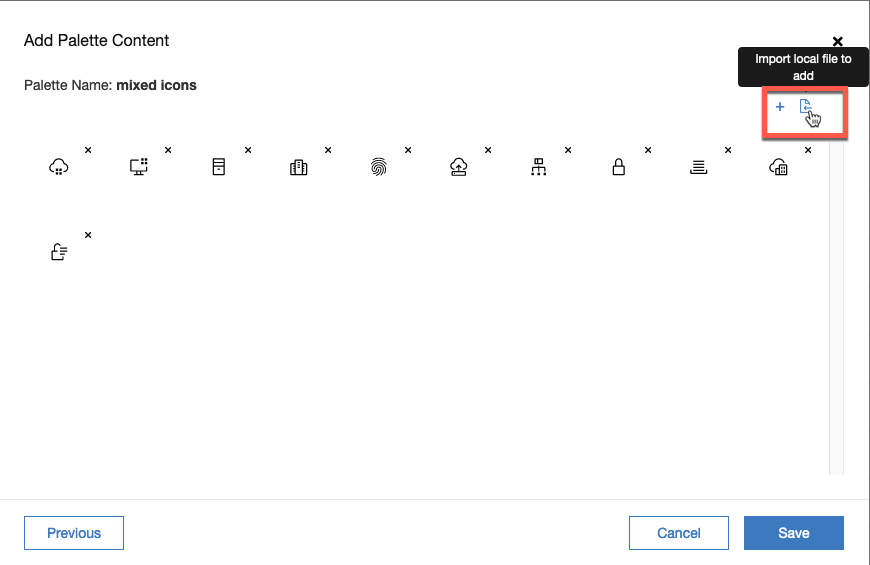 Add Palette Content
Import local file to
add
Palette Name: mixed icons
Previous
Cancel
Save